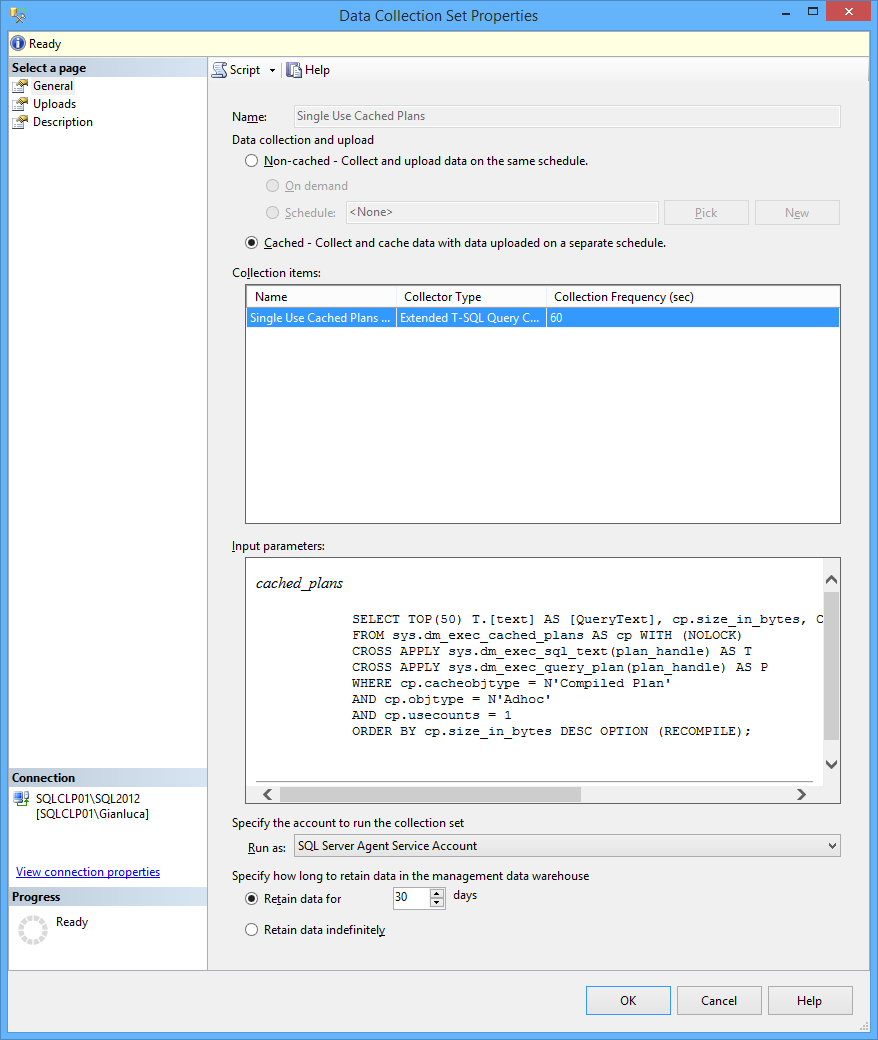 Data Collection Set Properties
Ready
Select a page
General
Uploads
Description
Script Help
Name: Single Use Cached Plans
Data collection and upload
Non-cached - Collect and upload data on the same schedule.
On demand
Schedule: <None> Pick New
Cached - Collect and cache data with data uploaded on a separate schedule.
Collection items:
Name Collector Type Collection Frequency (sec)
Single Use Cached Plans ... Extended T-SQL Query C... 60
Input parameters:
cached_plans
SELECT TOP(50) T.[text] AS [QueryText], cp.size_in_bytes, C
FROM sys.dm_exec_cached_plans AS cp WITH (NOLOCK)
CROSS APPLY sys.dm_exec_sql_text(plan_handle) AS T
CROSS APPLY sys.dm_exec_query_plan(plan_handle) AS P
WHERE cp.cacheobjtype = N'Compiled Plan'
AND cp.objtype = N'Adhoc'
AND cp.usecounts = 1
ORDER BY cp.size_in_bytes DESC OPTION (RECOMPILE);
Specify the account to run the collection set
Run as: SQL Server Agent Service Account
Specify how long to retain data in the management data warehouse
Retain data for 30 days
Retain data indefinitely
Connection
SQLCLP01\SQL2012
[SQLCLP01\Gianluca]
View connection properties
Progress
Ready
OK Cancel Help